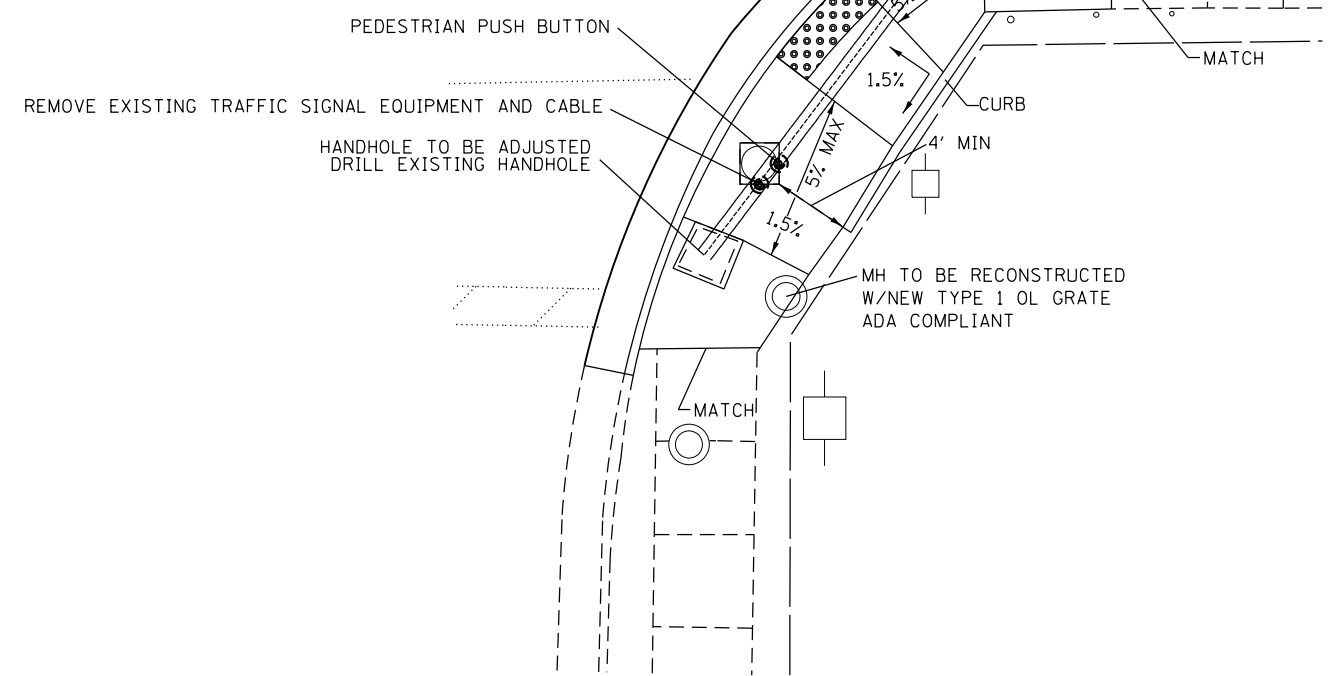 PEDESTRIAN PUSH BUTTON
REMOVE EXISTING TRAFFIC SIGNAL EQUIPMENT AND CABLE
HANDHOLE TO BE ADJUSTED
DRILL EXISTING HANDHOLE
MATCH
1.5%
CURB
5% MAX
4' MIN
1.5%
MH TO BE RECONSTRUCTED
W/NEW TYPE 1 OL GRATE
ADA COMPLIANT
MATCH